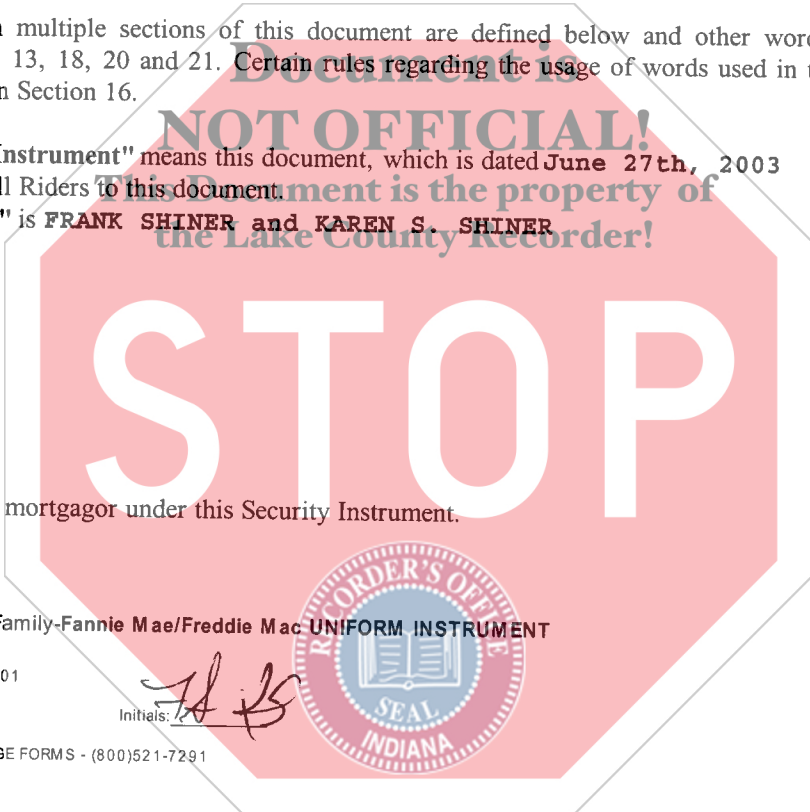 multiple sections of this document are defined below and other
13, 18, 20 and 21. Certain rules regarding the usage of words used in
Section 16.
Document is
NOT OFFICIAL!
This Document is the property of
the Lake County Recorder!
Instrument" means this document, which is dated June 27th, 2003
Riders to this document.
" is FRANK SHINER and KAREN S. SHINER
STOP
mortgagor under this Security Instrument.
RECORDER'S OFFICE
SEAL
INDIANA
Family-Fannie Mae/Freddie Mac UNIFORM INSTRUMENT
01
Initials:
GE FORMS - (800)521-7291